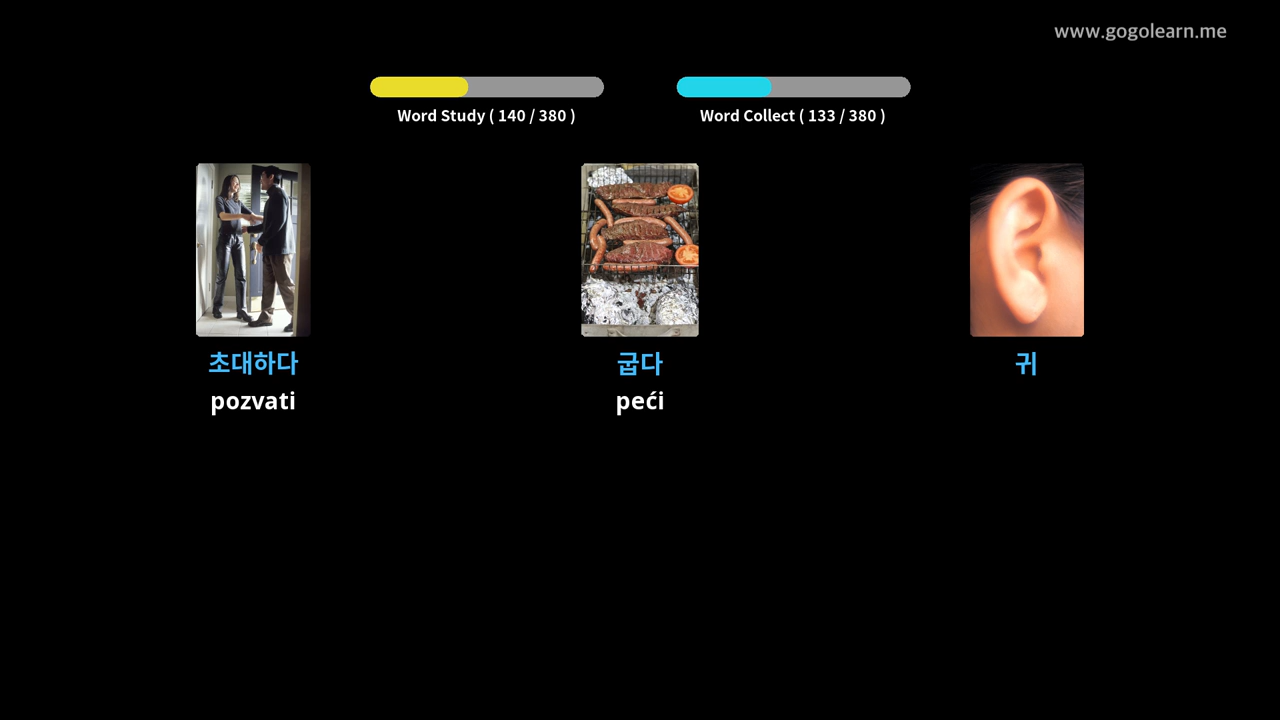 www.gogolearn.me
Word Study ( 140 / 380 )
Word Collect ( 133 / 380 )
초대하다
굽다
귀
pozvati
peći